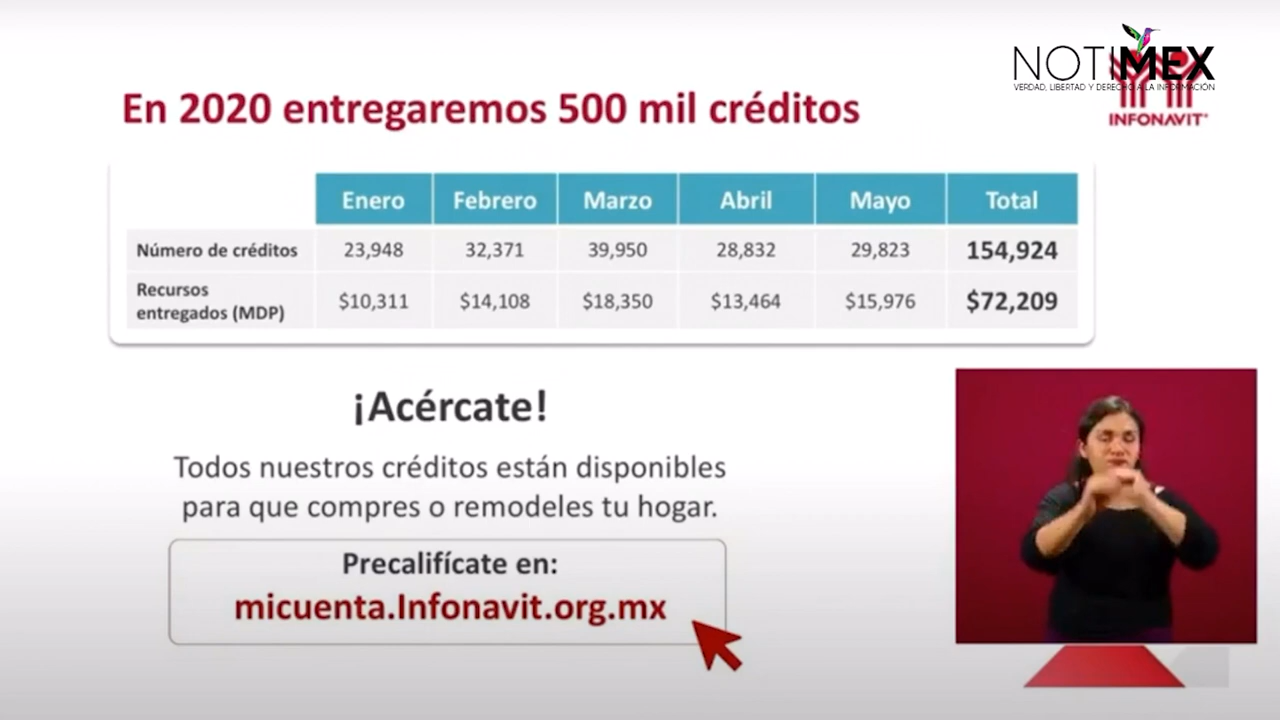 NOTIMEX
VERDAD, LIBERTAD Y DERECHO A LA INFORMACIÓN
INFONAVIT
En 2020 entregaremos 500 mil créditos
Enero Febrero Marzo Abril Mayo Total
Número de créditos 23,948 32,371 39,950 28,832 29,823 154,924
Recursos
entregados (MDP) $10,311 $14,108 $18,350 $13,464 $15,976 $72,209
¡Acércate!
Todos nuestros créditos están disponibles
para que compres o remodeles tu hogar.
Precalifícate en:
micuenta.Infonavit.org.mx